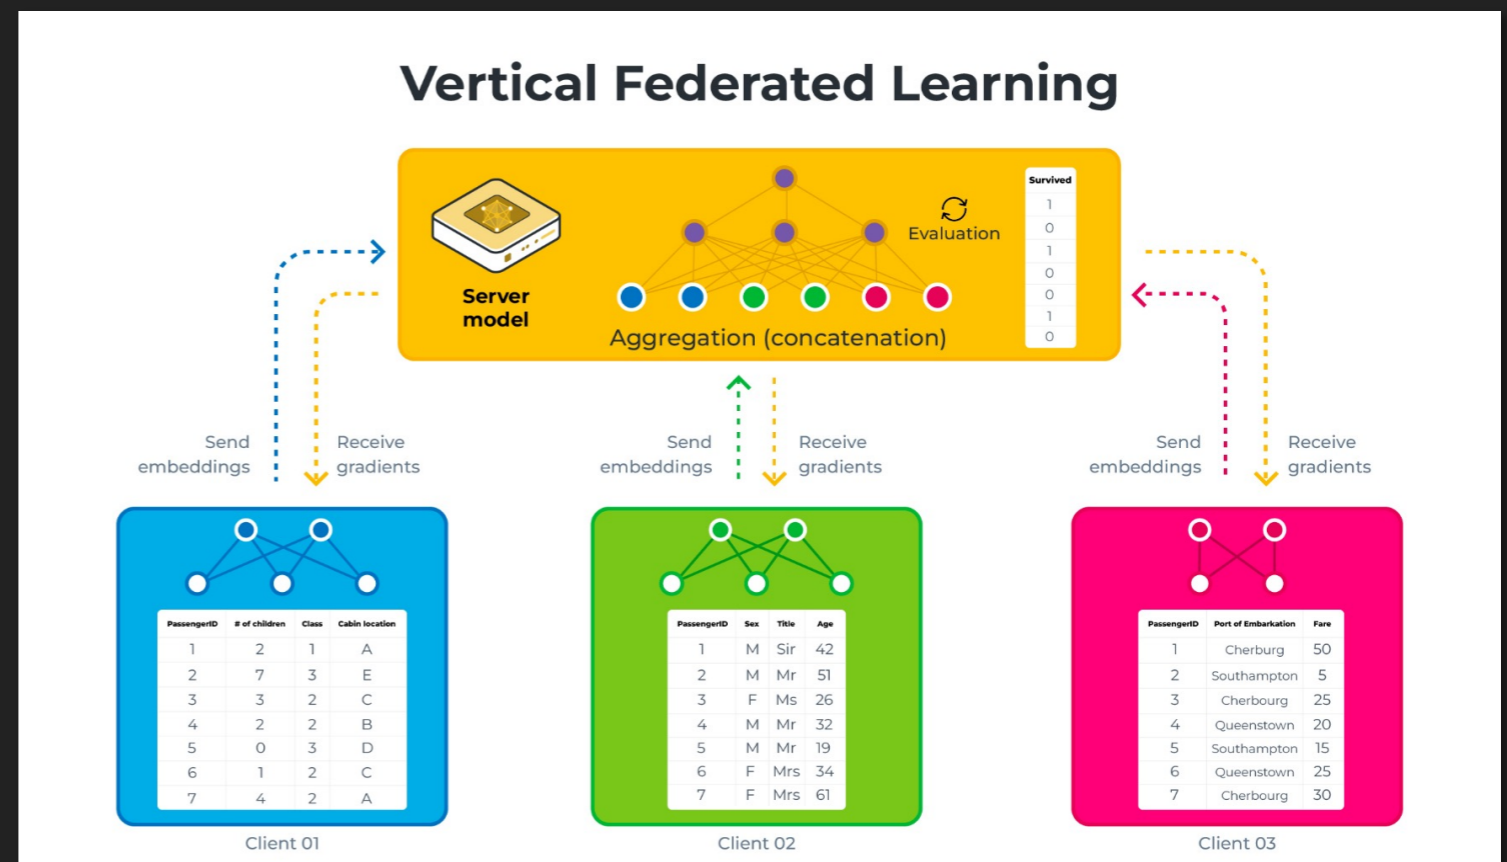 Vertical Federated Learning
Server
model
Evaluation
Aggregation (concatenation)
Survived
1
0
1
0
0
1
0
Send
embeddings
Receive
gradients
Send
embeddings
Receive
gradients
Send
embeddings
Receive
gradients
PassengerID # of children Class Cabin location
1 2 1 A
2 7 3 E
3 3 2 C
4 2 2 B
5 0 3 D
6 1 2 C
7 4 2 A
Client 01
PassengerID Sex Title Age
1 M Sir 42
2 M Mr 51
3 F Ms 26
4 M Mr 32
5 M Mr 19
6 F Mrs 34
7 F Mrs 61
Client 02
PassengerID Port of Embarkation Fare
1 Cherburg 50
2 Southampton 5
3 Cherbourg 25
4 Queenstown 20
5 Southampton 15
6 Queenstown 25
7 Cherbourg 30
Client 03